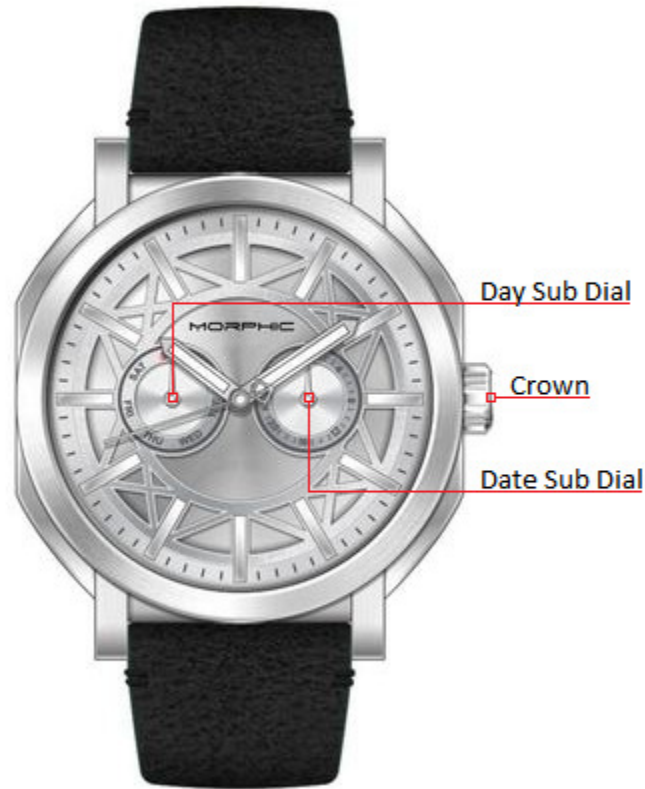 Day Sub Dial
MORPHIC
SAT
Crown
FRI
THU
WED
Date Sub Dial